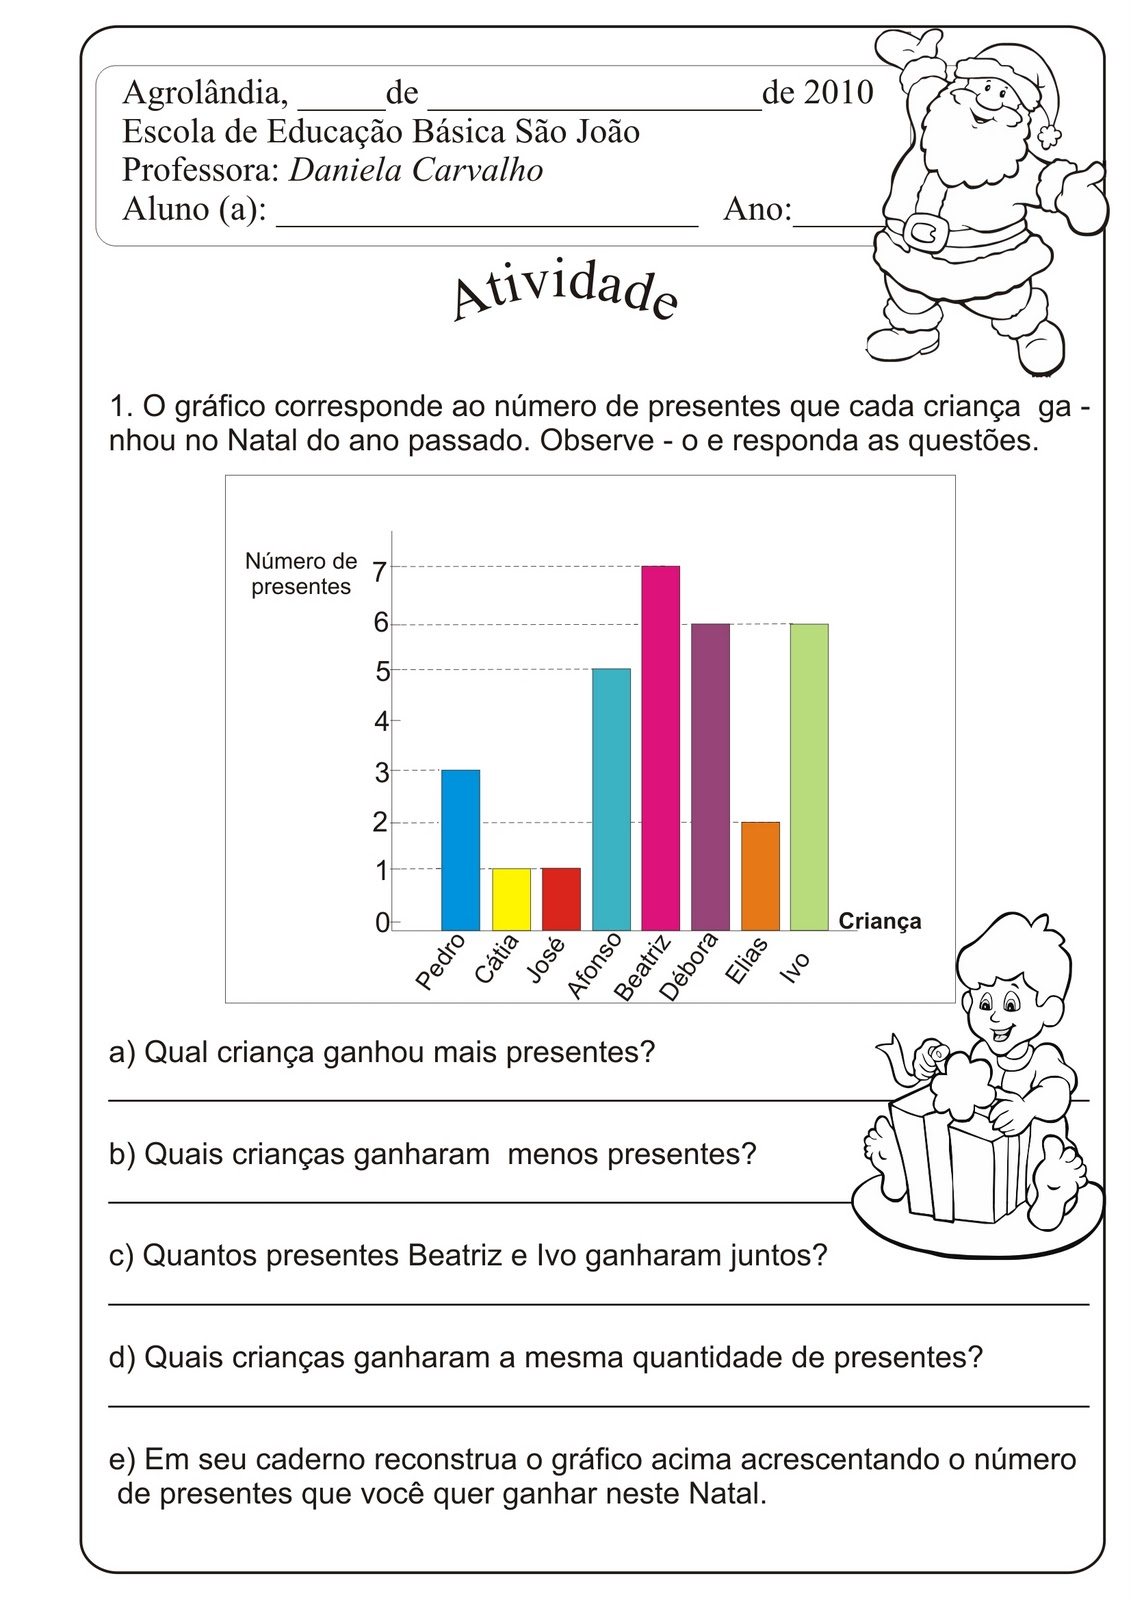 Agrolândia, _____de ___________________de 2010
Escola de Educação Básica São João
Professora: Daniela Carvalho
Aluno (a): ________________________ Ano:_____
Atividade
1. O gráfico corresponde ao número de presentes que cada criança ga -
nhou no Natal do ano passado. Observe - o e responda as questões.
Número de
presentes
7
6
5
4
3
2
1
0
Criança
Pedro
Cátia
José
Afonso
Beatriz
Débora
Elias
Ivo
a) Qual criança ganhou mais presentes?
b) Quais crianças ganharam menos presentes?
c) Quantos presentes Beatriz e Ivo ganharam juntos?
d) Quais crianças ganharam a mesma quantidade de presentes?
e) Em seu caderno reconstrua o gráfico acima acrescentando o número
de presentes que você quer ganhar neste Natal.